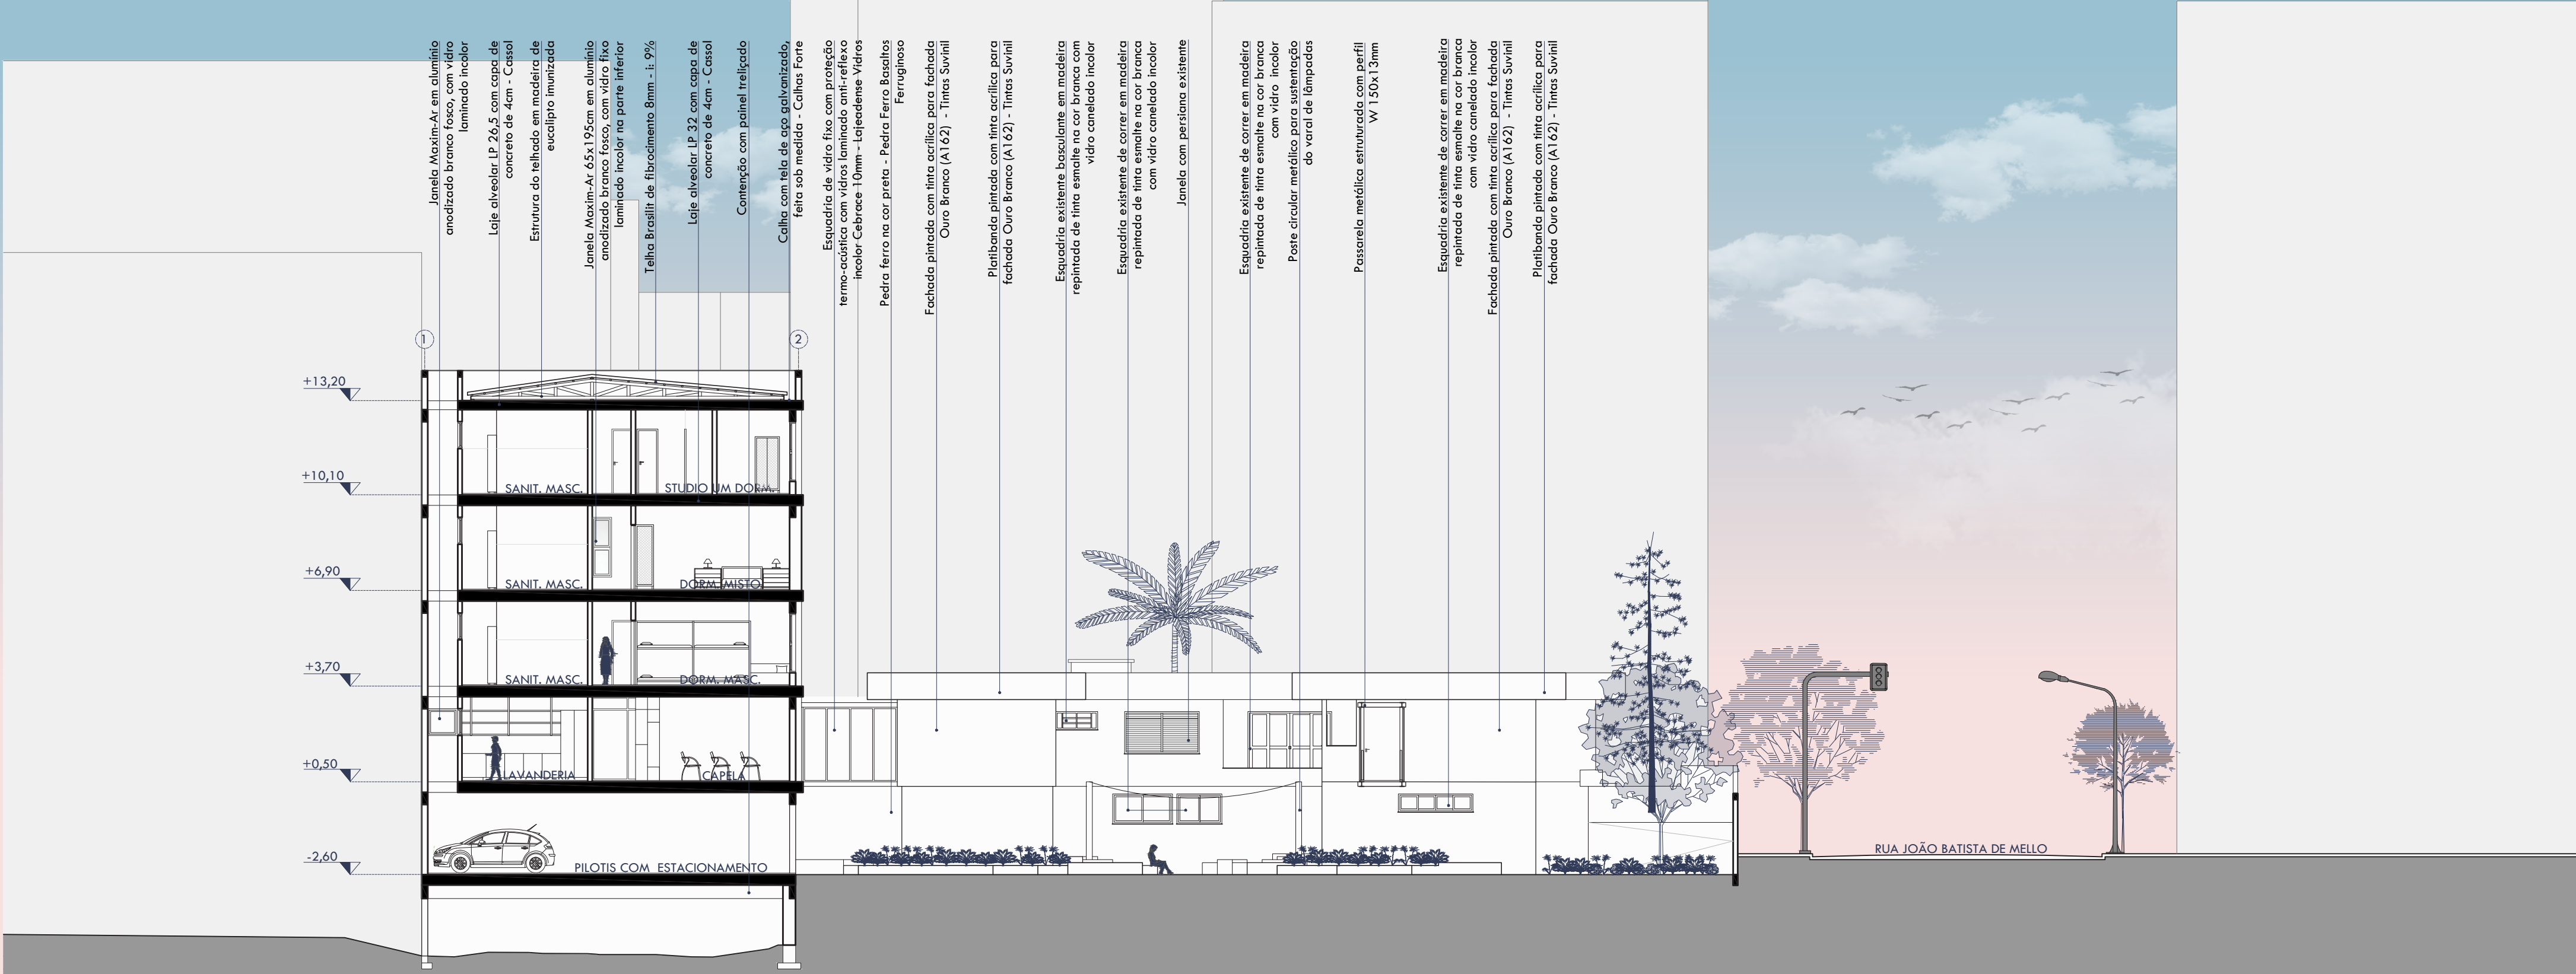 Janela Maxim-Ar em alumínio
anodizado branco fosco, com vidro
laminado incolor
Laje alveolar LP 26,5 com capa de
concreto de 4cm - Cassol
Estrutura do telhado em madeira de
eucalipto imunizada
Janela Maxim-Ar 65x195cm em alumínio
anodizado branco fosco, com vidro fixo
laminado incolor na parte inferior
Telha Brasilit de fibrocimento 8mm - i: 9%
Laje alveolar LP 32 com capa de
concreto de 4cm - Cassol
Contenção com painel treliçado
Calha com tela de aço galvanizado,
feita sob medida - Calhas Forte
Esquadria de vidro fixo com proteção
termo-acústica com vidros laminado anti-reflexo
incolor Cebrace 10mm - Lajeadense Vidros
Pedra ferro na cor preta - Pedra Ferro Basaltos
Ferruginoso
Fachada pintada com tinta acrílica para fachada
Ouro Branco (A162) - Tintas Suvinil
Platibanda pintada com tinta acrílica para
fachada Ouro Branco (A162) - Tintas Suvinil
Esquadria existente basculante em madeira
repintada de tinta esmalte na cor branca com
vidro canelado incolor
Esquadria existente de correr em madeira
repintada de tinta esmalte na cor branca
com vidro canelado incolor
Janela com persiana existente
Esquadria existente de correr em madeira
repintada de tinta esmalte na cor branca
com vidro incolor
Poste circular metálico para sustentação
do varal de lâmpadas
Passarela metálica estruturada com perfil
W 150x13mm
Esquadria existente de correr em madeira
repintada de tinta esmalte na cor branca
com vidro canelado incolor
Fachada pintada com tinta acrílica para fachada
Ouro Branco (A162) - Tintas Suvinil
Platibanda pintada com tinta acrílica para
fachada Ouro Branco (A162) - Tintas Suvinil
1
2
+13,20
+10,10
SANIT. MASC.
STUDIO UM DORM.
+6,90
SANIT. MASC.
DORM. MISTO
+3,70
SANIT. MASC.
DORM. MASC.
+0,50
LAVANDERIA
CAPELA
-2,60
PILOTIS COM ESTACIONAMENTO
RUA JOÃO BATISTA DE MELLO